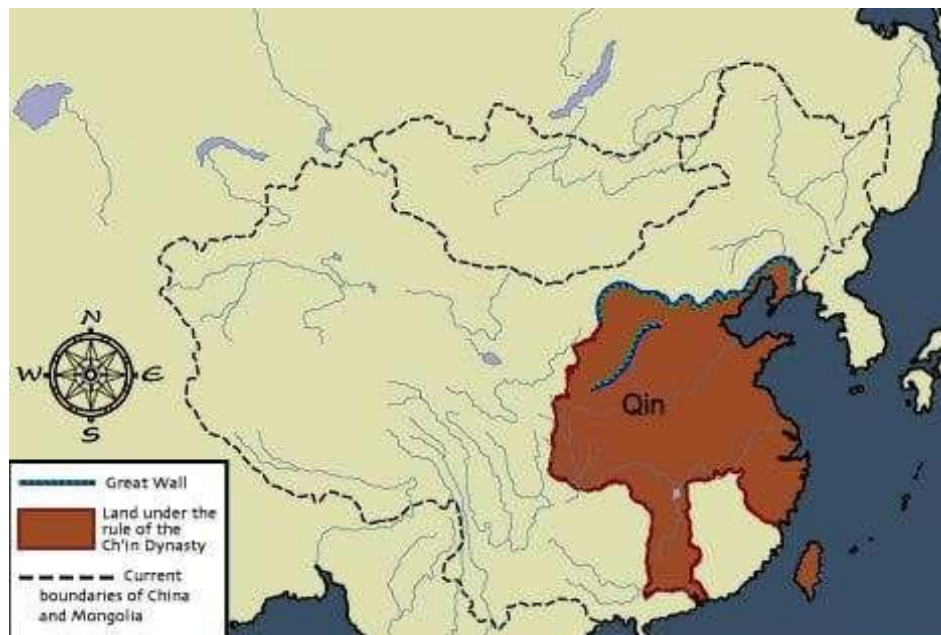 N
W
E
S
Qin
Great Wall
Land under the
rule of the
Ch'in Dynasty
Current
boundaries of China
and Mongolia